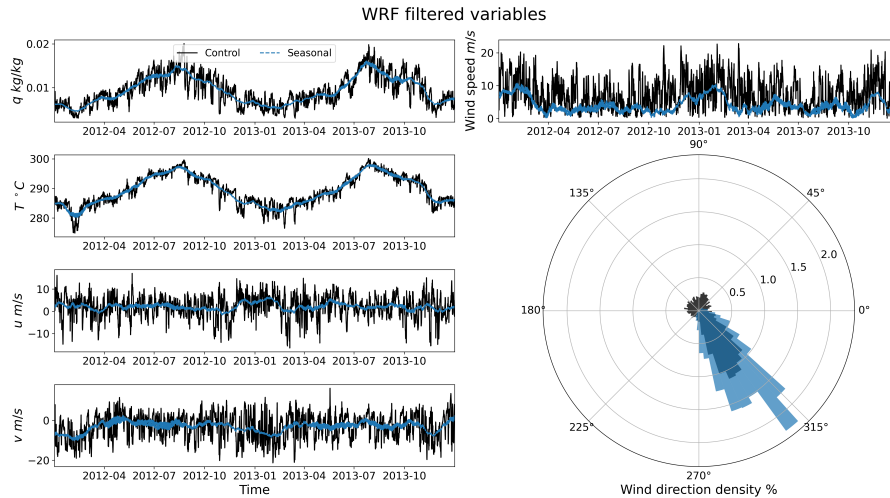 WRF filtered variables
q kg/kg
0.02
0.01
Control
Seasonal
2012-04 2012-07 2012-10 2013-01 2013-04 2013-07 2013-10
T °C
300
290
280
2012-04 2012-07 2012-10 2013-01 2013-04 2013-07 2013-10
u m/s
10
0
−10
2012-04 2012-07 2012-10 2013-01 2013-04 2013-07 2013-10
v m/s
0
−20
2012-04 2012-07 2012-10 2013-01 2013-04 2013-07 2013-10
Time
Wind speed m/s
20
10
0
2012-04 2012-07 2012-10 2013-01 2013-04 2013-07 2013-10
90°
135°
45°
2.0
1.5
1.0
0.5
180°
0°
225°
315°
270°
Wind direction density %